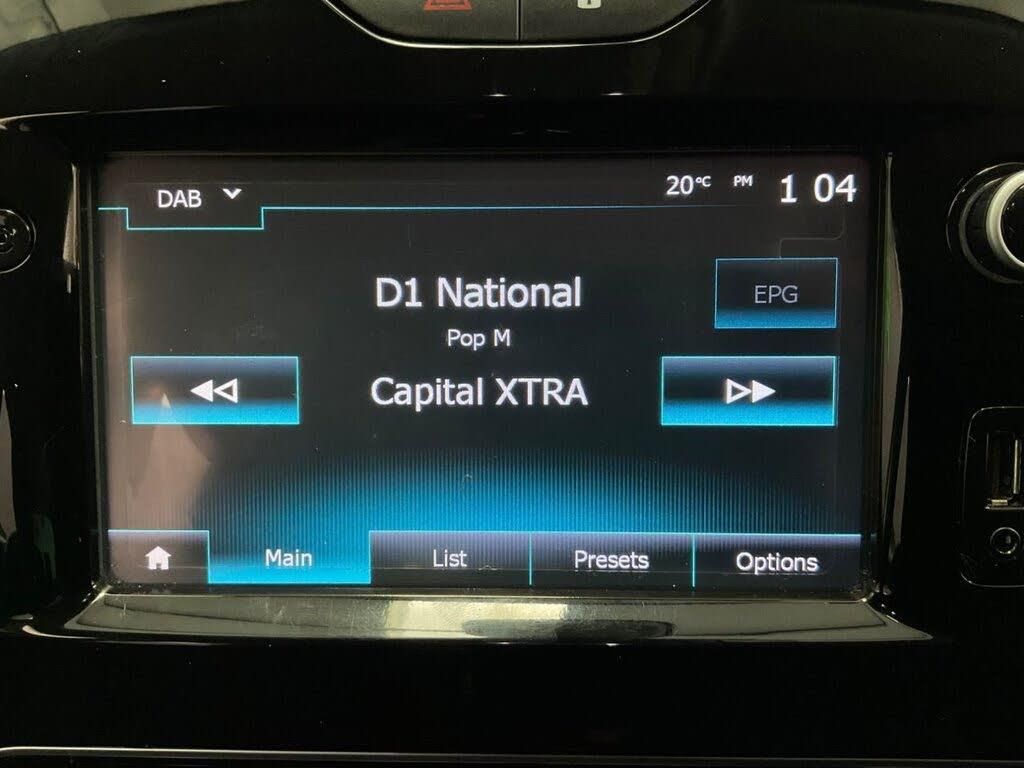 DAB 20°C PM 1 04
D1 National
EPG
Pop M
Capital XTRA
Main List Presets Options